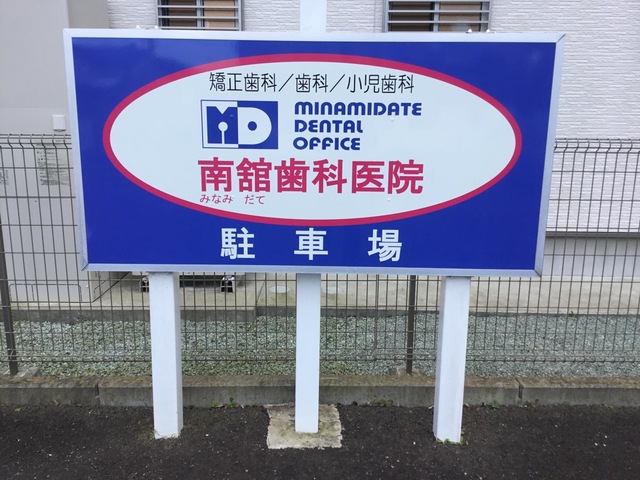 矯正歯科／歯科／小児歯科
MD
MINAMIDATE
DENTAL
OFFICE
南舘歯科医院
みなみ だて
駐車場